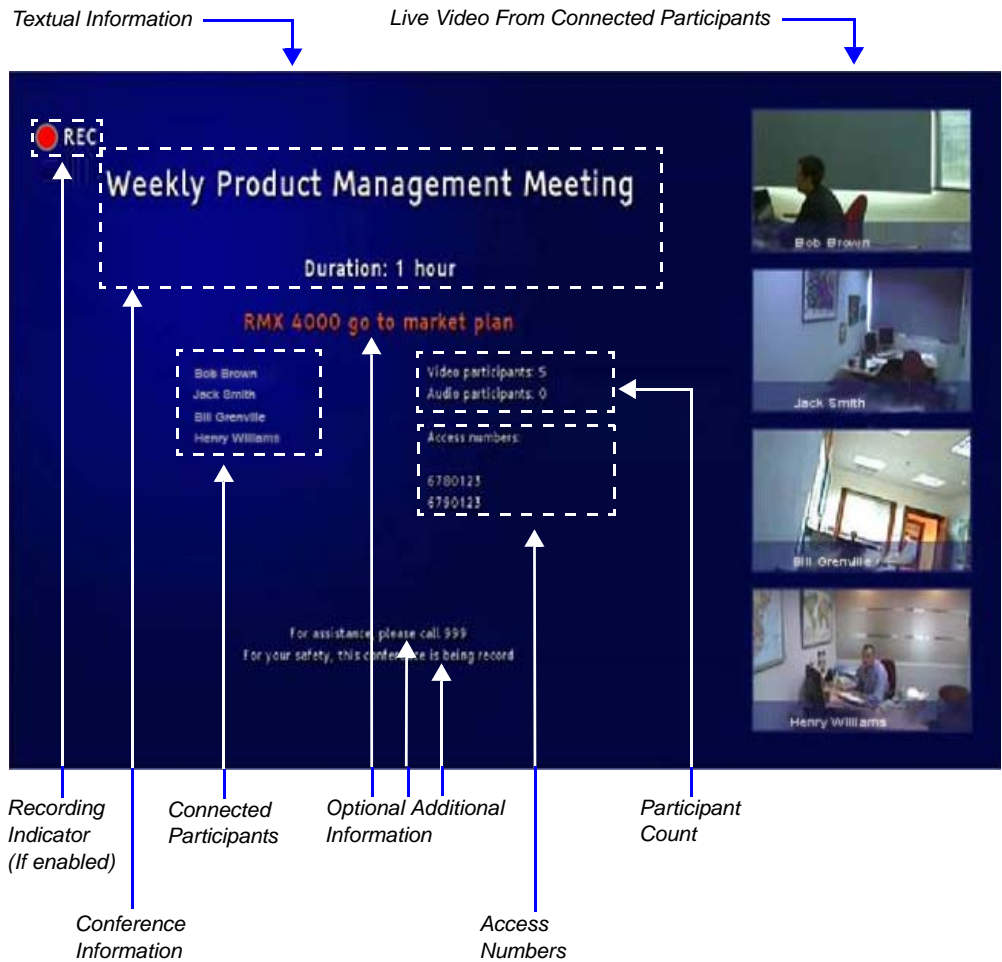 Textual Information
Live Video From Connected Participants
REC
Weekly Product Management Meeting
Duration: 1 hour
RMX 4000 go to market plan
Bob Brown
Jack Smith
Bill Grenville
Henry Williams
Video participants: 5
Audio participants: 0
Access numbers:
6780123
6790123
For assistance, please call 999
For your safety, this conference is being record
Bob Brown
Jack Smith
Bill Grenville
Henry Williams
Recording
Indicator
(If enabled)
Connected
Participants
Optional Additional
Information
Participant
Count
Conference
Information
Access
Numbers